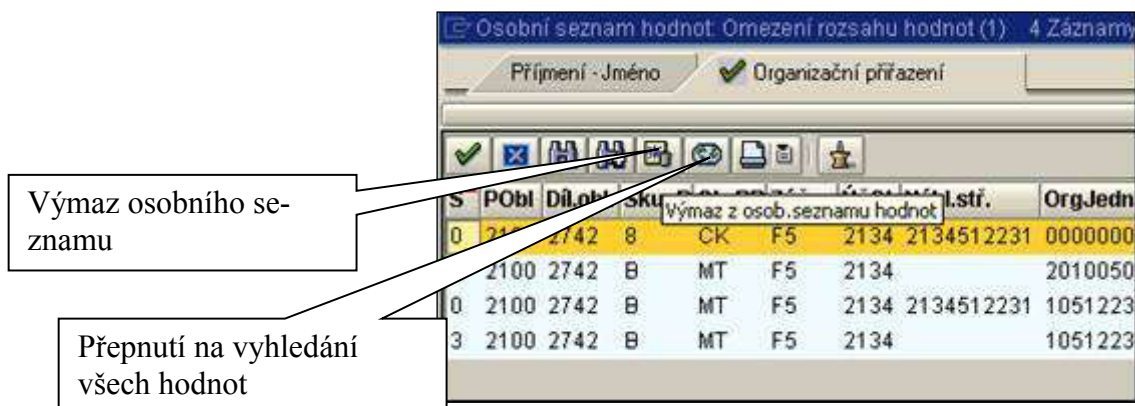 Osobní seznam hodnot: Omezení rozsahu hodnot (1) 4 Záznamy
Příjmení - Jméno
Organizační přiřazení
Výmaz osobního se-
znamu
S PObl Díl.obl Sku l.stř. OrgJedn
Výmaz z osob.seznamu hodnot
0 2100 2742 8 CK F5 2134 2134512231 0000000
2100 2742 B MT F5 2134 2010050
0 2100 2742 B MT F5 2134 2134512231 1051223
3 2100 2742 B MT F5 2134 1051223
Přepnutí na vyhledání
všech hodnot